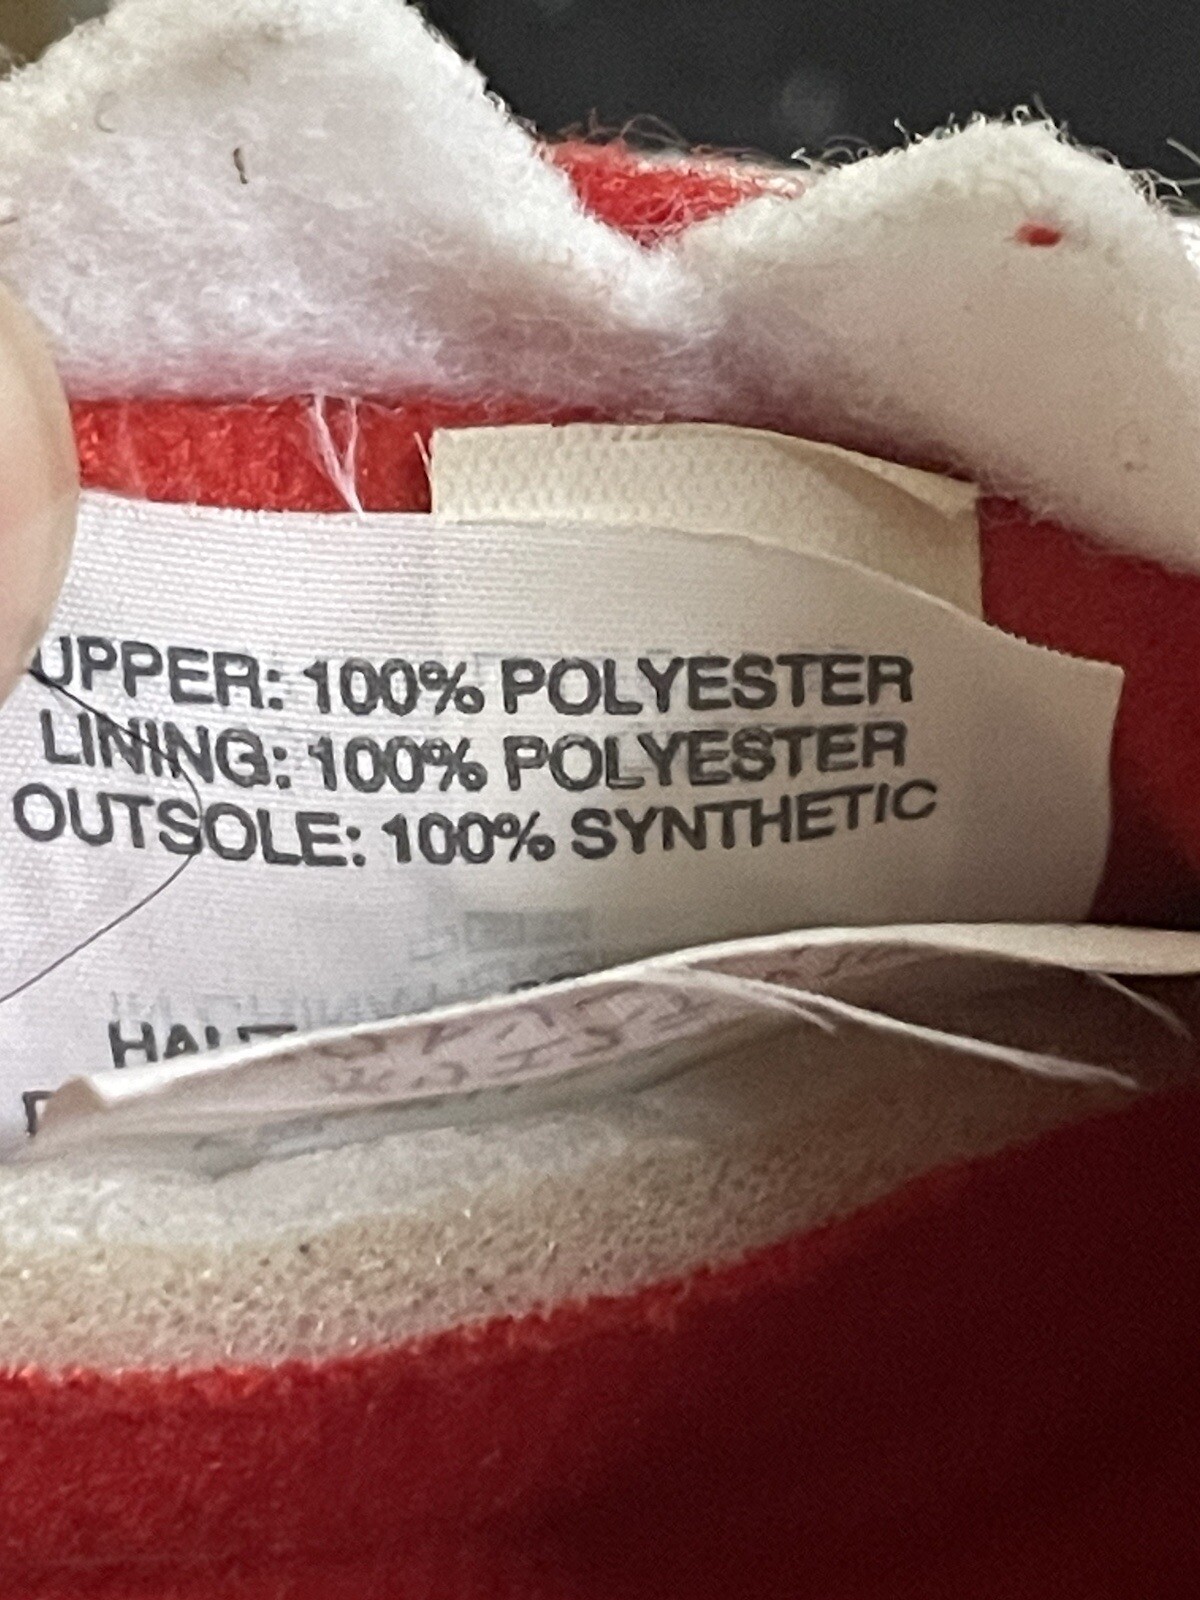 UPPER: 100% POLYESTER
LINING: 100% POLYESTER
OUTSOLE: 100% SYNTHETIC